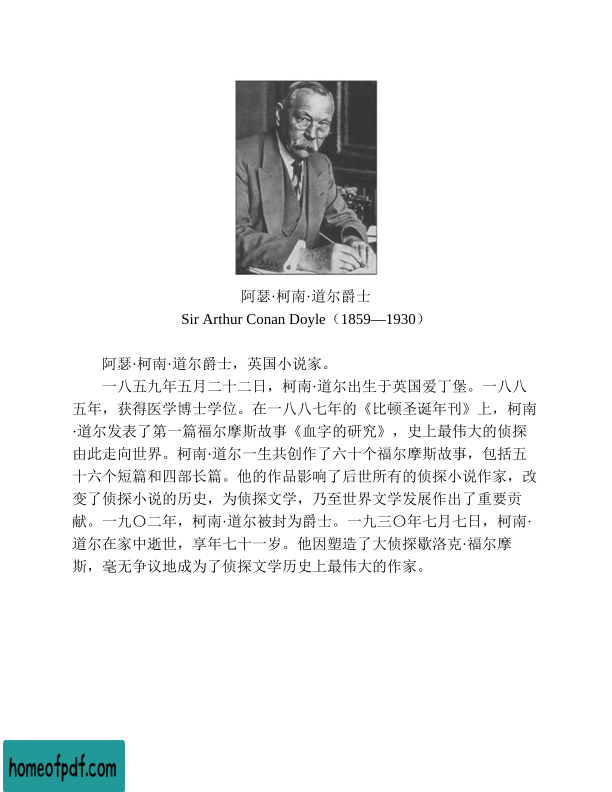 阿瑟·柯南·道尔爵士
Sir Arthur Conan Doyle（1859—1930）
阿瑟·柯南·道尔爵士，英国小说家。
一八五九年五月二十二日，柯南·道尔出生于英国爱丁堡。一八八
五年，获得医学博士学位。在一八八七年的《比顿圣诞年刊》上，柯南
·道尔发表了第一篇福尔摩斯故事《血字的研究》，史上最伟大的侦探
由此走向世界。柯南·道尔一生共创作了六十个福尔摩斯故事，包括五
十六个短篇和四部长篇。他的作品影响了后世所有的侦探小说作家，改
变了侦探小说的历史，为侦探文学，乃至世界文学发展作出了重要贡
献。一九〇二年，柯南·道尔被封为爵士。一九三〇年七月七日，柯南·
道尔在家中逝世，享年七十一岁。他因塑造了大侦探歇洛克·福尔摩
斯，毫无争议地成为了侦探文学历史上最伟大的作家。
homeofpdf.com